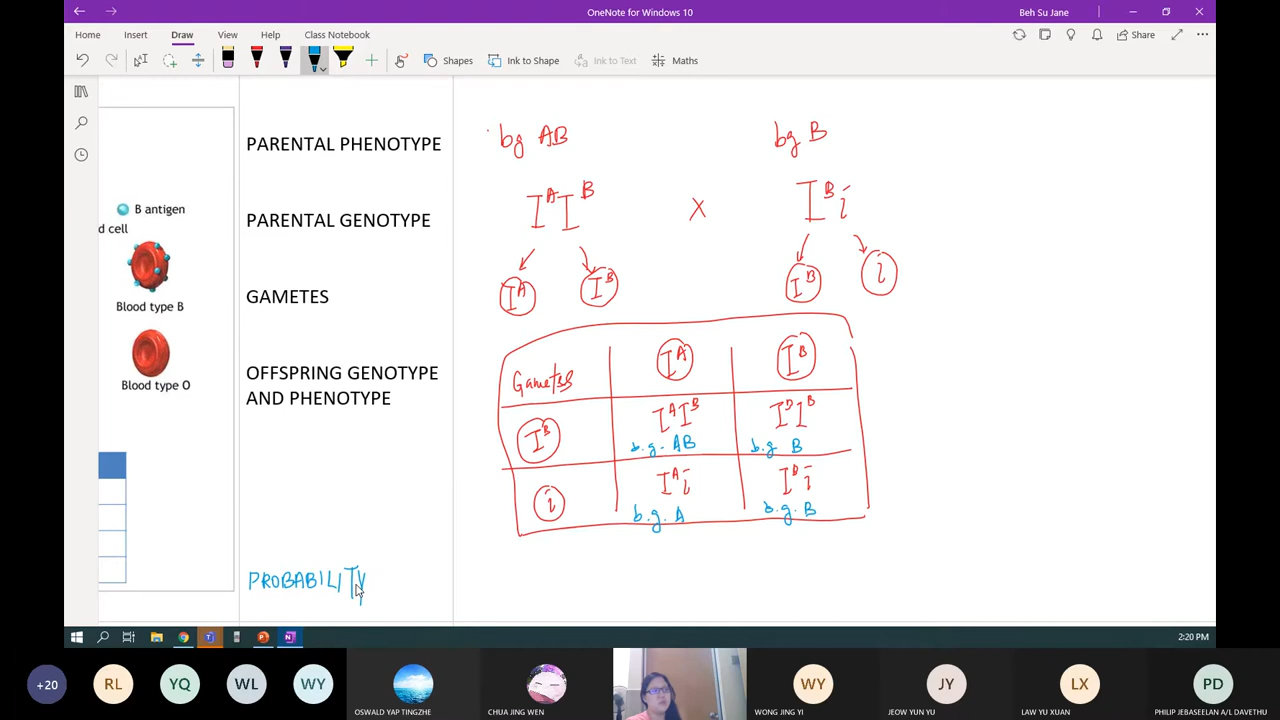 OneNote for Windows 10
Beh Su Jane
Home Insert Draw View Help Class Notebook
Share
Shapes Ink to Shape Ink to Text Maths
B antigen
d cell
Blood type B
Blood type O
PARENTAL PHENOTYPE
bg AB bg B
PARENTAL GENOTYPE
I^A I^B X I^B i
GAMETES
I^A I^B I^B i
OFFSPRING GENOTYPE
AND PHENOTYPE
Gametes I^A I^B
I^B I^A I^B I^B I^B
b.g. AB b.g B
i I^A i I^B i
b.g. A b.g. B
PROBABILITY
2:20 PM
+20 RL YQ WL WY WY JY LX PD
OSWALD YAP TINGZHE CHUA JING WEN WONG JING YI JEOW YUN YU LAW YU XUAN PHILIP JEBASEELAN A/L DAVETHU